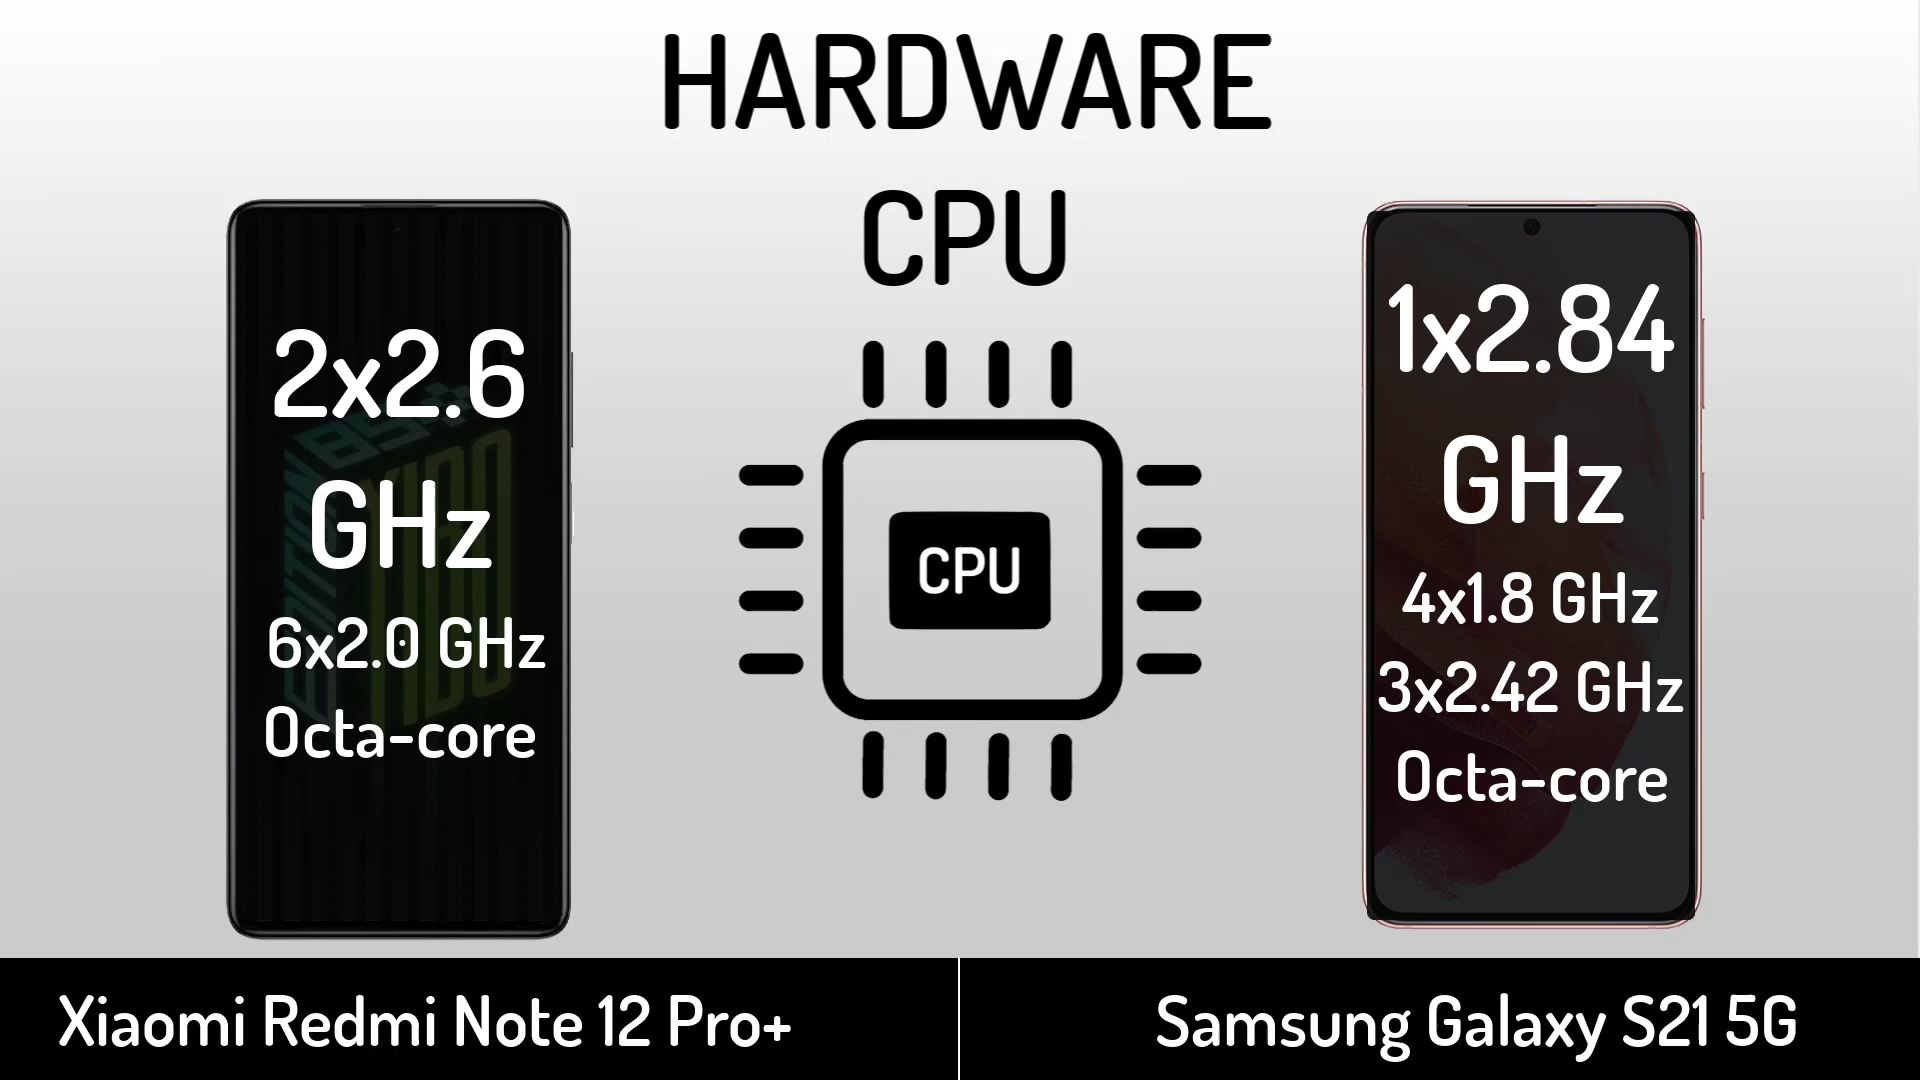 HARDWARE
CPU
2x2.6
GHz
6x2.0 GHz
Octa-core
CPU
1x2.84
GHz
4x1.8 GHz
3x2.42 GHz
Octa-core
Xiaomi Redmi Note 12 Pro+
Samsung Galaxy S21 5G